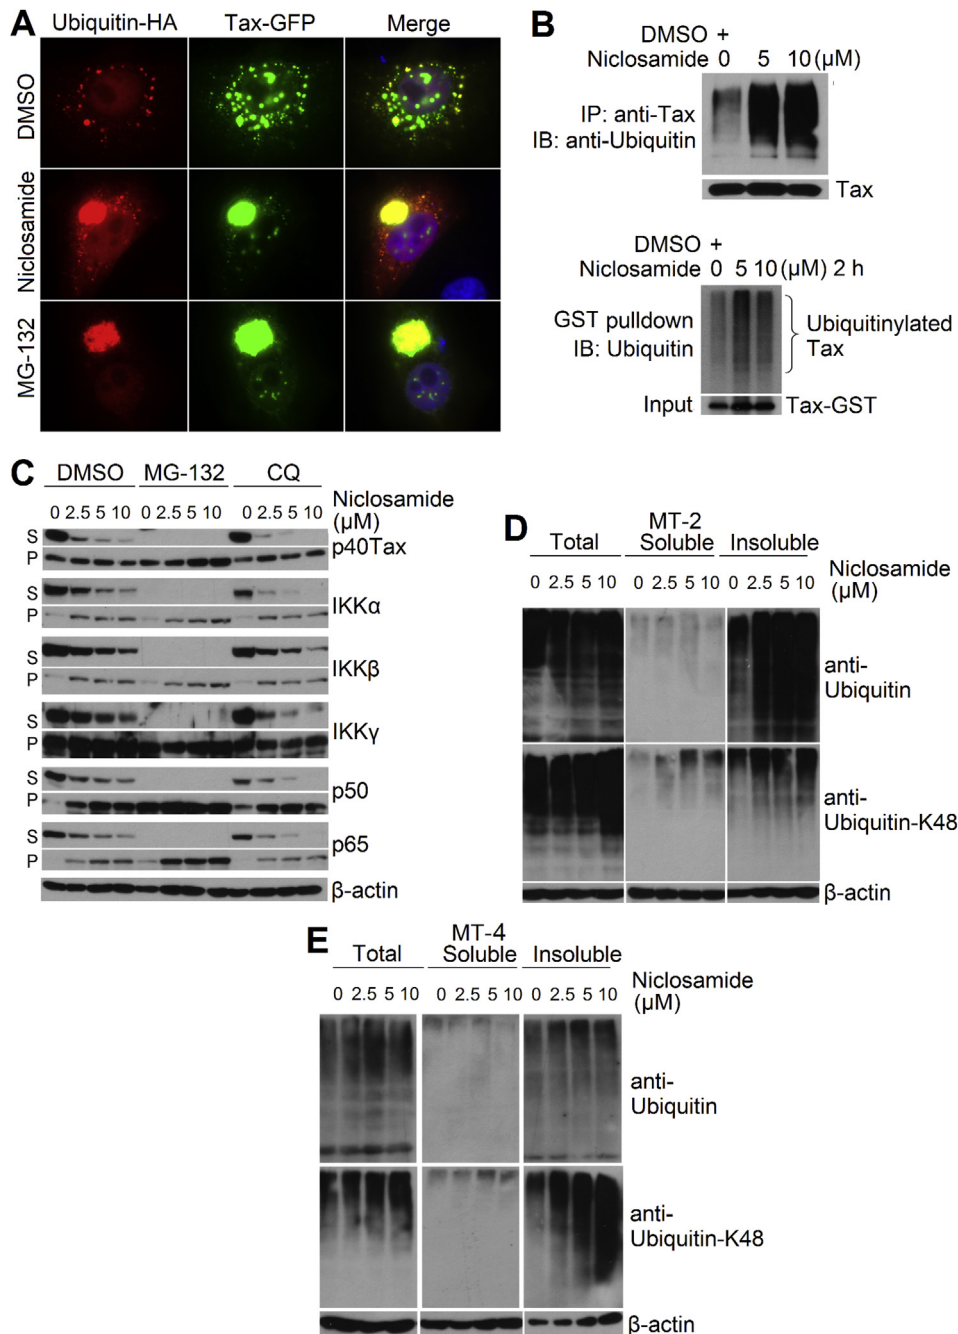 A
Ubiquitin-HA Tax-GFP Merge
DMSO
Niclosamide
MG-132
B
DMSO +
Niclosamide 0 5 10 (μM)
IP: anti-Tax
IB: anti-Ubiquitin
Tax
DMSO +
Niclosamide 0 5 10 (μM) 2 h
GST pulldown
IB: Ubiquitin
Ubiquitinylated
Tax
Input Tax-GST
C
DMSO MG-132 CQ
0 2.5 5 10 0 2.5 5 10 0 2.5 5 10
Niclosamide
(μM)
S
P
p40Tax
S
P
IKKα
S
P
IKKβ
S
P
IKKγ
S
P
p50
S
P
p65
β-actin
D
MT-2
Total Soluble Insoluble
0 2.5 5 10 0 2.5 5 10 0 2.5 5 10
Niclosamide
(μM)
anti-
Ubiquitin
anti-
Ubiquitin-K48
β-actin
E
MT-4
Total Soluble Insoluble
0 2.5 5 10 0 2.5 5 10 0 2.5 5 10
Niclosamide
(μM)
anti-
Ubiquitin
anti-
Ubiquitin-K48
β-actin